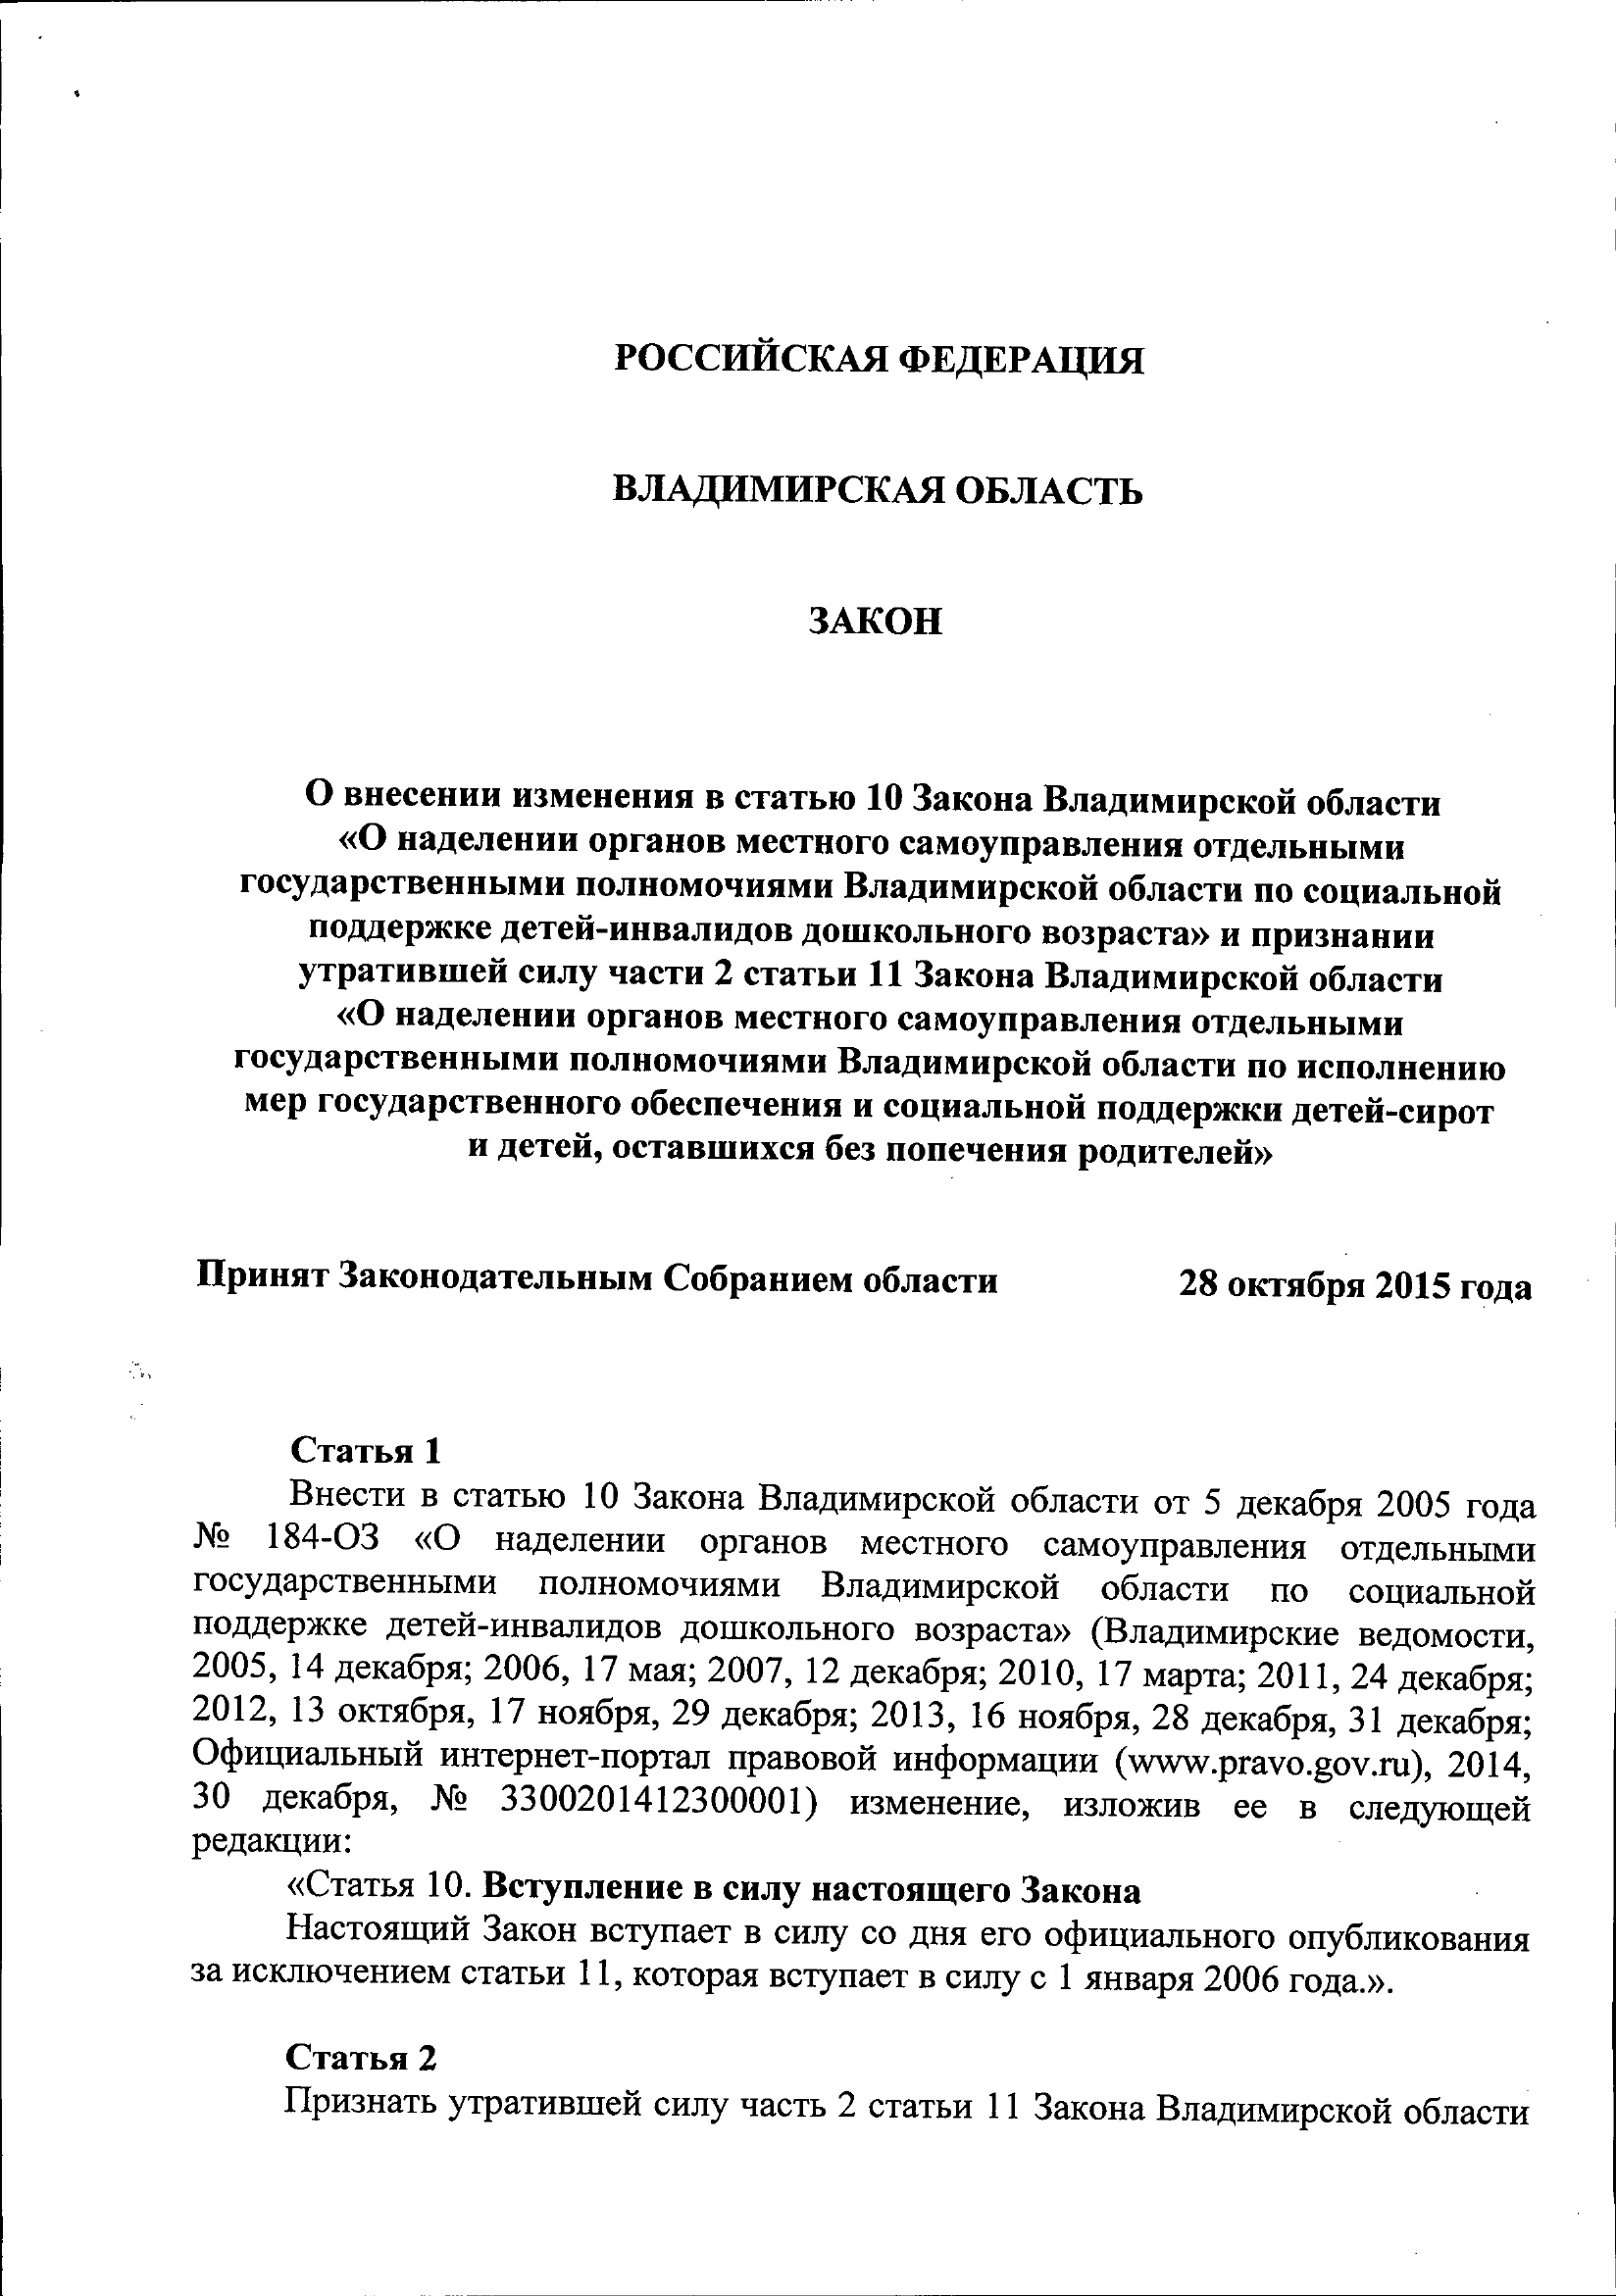 РОССИЙСКАЯ ФЕДЕРАЦИЯ
ВЛАДИМИРСКАЯ ОБЛАСТЬ
ЗАКОН
О внесении изменения в статью 10 Закона Владимирской области
«О наделении органов местного самоуправления отдельными
государственными полномочиями Владимирской области по социальной
поддержке детей-инвалидов дошкольного возраста» и признании
утратившей силу части 2 статьи 11 Закона Владимирской области
«О наделении органов местного самоуправления отдельными
государственными полномочиями Владимирской области по исполнению
мер государственного обеспечения и социальной поддержки детей-сирот
и детей, оставшихся без попечения родителей»
Принят Законодательным Собранием области 28 октября 2015 года
Статья 1
Внести в статью 10 Закона Владимирской области от 5 декабря 2005 года
№ 184-ОЗ «О наделении органов местного самоуправления отдельными
государственными полномочиями Владимирской области по социальной
поддержке детей-инвалидов дошкольного возраста» (Владимирские ведомости,
2005, 14 декабря; 2006, 17 мая; 2007, 12 декабря; 2010, 17 марта; 2011, 24 декабря;
2012, 13 октября, 17 ноября, 29 декабря; 2013, 16 ноября, 28 декабря, 31 декабря;
Официальный интернет-портал правовой информации (www.pravo.gov.ru), 2014,
30 декабря, № 3300201412300001) изменение, изложив ее в следующей
редакции:
«Статья 10. Вступление в силу настоящего Закона
Настоящий Закон вступает в силу со дня его официального опубликования
за исключением статьи 11, которая вступает в силу с 1 января 2006 года.».
Статья 2
Признать утратившей силу часть 2 статьи 11 Закона Владимирской области